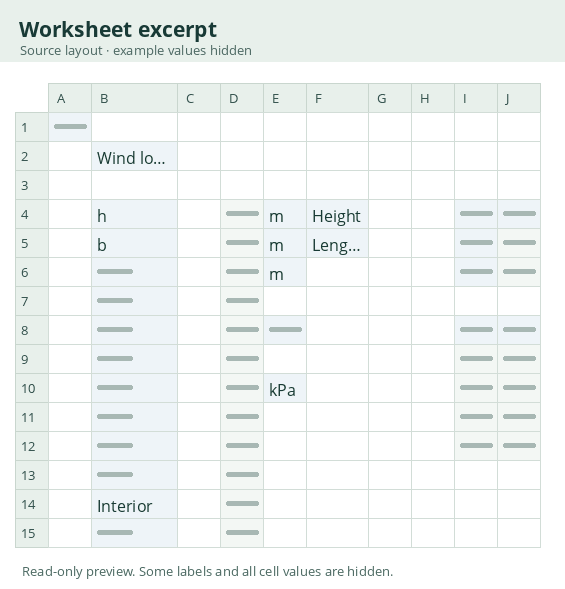 Worksheet excerpt
Source layout · example values hidden
A B C D E F G H I J
1
2 Wind lo...
3
4 h m Height
5 b m Leng...
6 m
7
8
9
10 kPa
11
12
13
14 Interior
15
Read-only preview. Some labels and all cell values are hidden.